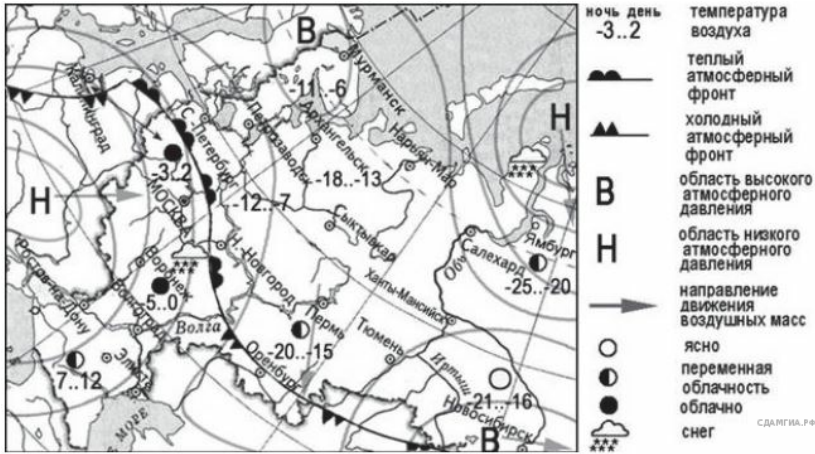 В
Мурманск
-11..-6
Калининград
С.Петербург
Петрозаводск
Архангельск
Нарьян-Мар
Н
-3..2
-18..-13
Н
МОСКВА
-12..-7
Сыктывкар
Ямбург
Салехард
Обь
-25..-20
Воронеж
Н.Новгород
Ростов-на-Дону
-5..0
Ханты-Мансийск
Волгоград
Волга
Пермь
Тюмень
-20..-15
7..12
Элиста
Оренбург
Иртыш
-21..-16
Новосибирск
МОРЕ
В
ночь день
-3..2
температура
воздуха
теплый
атмосферный
фронт
холодный
атмосферный
фронт
В
область высокого
атмосферного
давления
Н
область низкого
атмосферного
давления
направление
движения
воздушных масс
ясно
переменная
облачность
облачно
снег
СДАМГИА.РФ